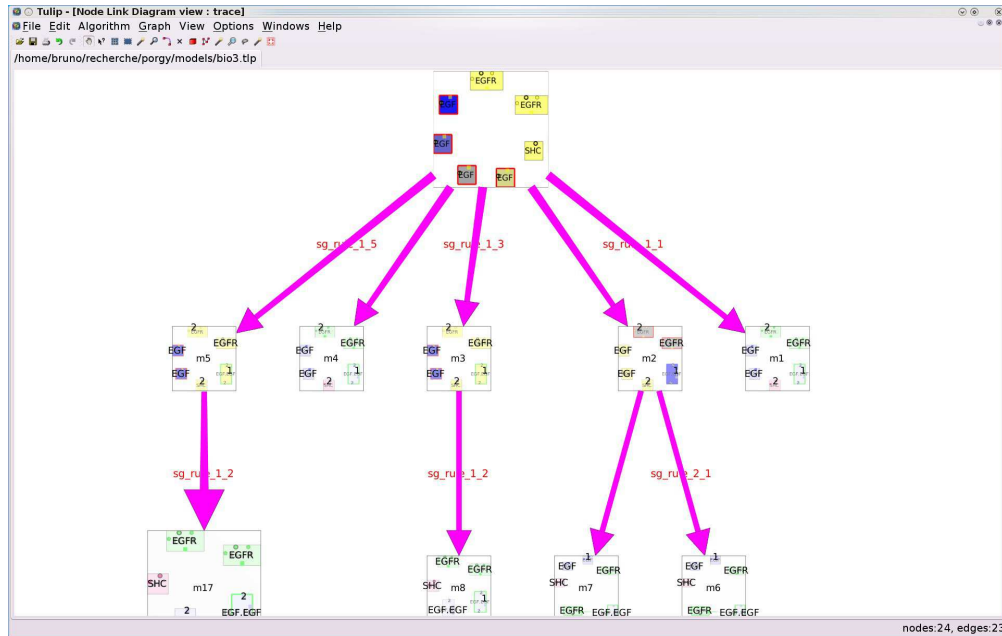 Tulip - [Node Link Diagram view : trace]
File Edit Algorithm Graph View Options Windows Help
/home/bruno/recherche/porgy/models/bio3.tlp
EGFR
EGF EGFR
EGF SHC
EGF EGF
sg_rule_1_5 sg_rule_1_3 sg_rule_1_1
2 2 2 2 2
EGFR EGFR EGFR EGFR EGFR
EGF EGF EGF EGF EGF
m5 m4 m3 m2 m1
EGF 1 EGF 1 EGF 1 EGF 1 EGF 1
2 2 2 2 2
sg_rule_1_2 sg_rule_1_2 sg_rule_2_1
EGFR
EGFR
EGFR EGFR
1 1
EGF EGFR EGF EGFR
SHC m17
SHC m8
SHC m7
SHC m6
2 1
2 EGF.EGF EGF.EGF EGFR EGF.EGF EGFR EGF.EGF
nodes:24, edges:23